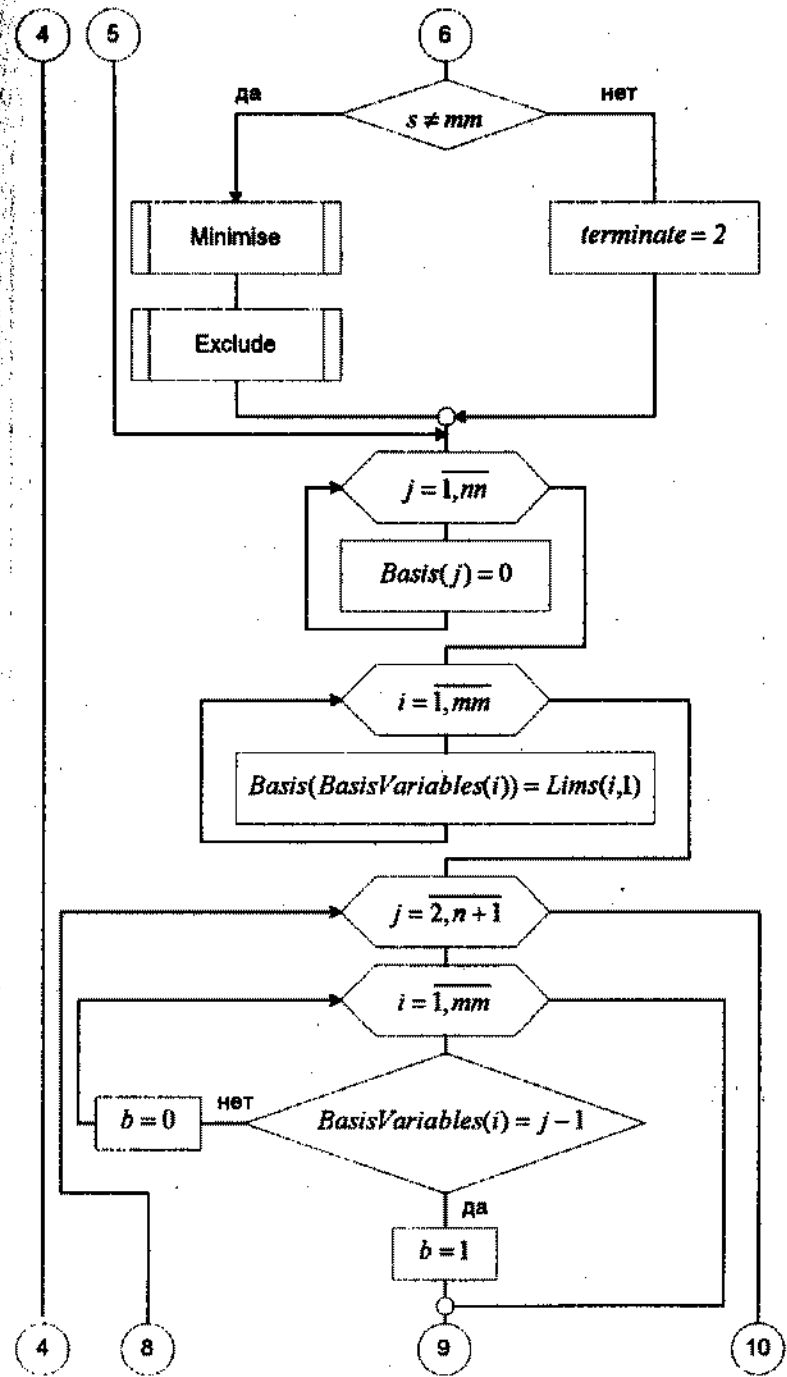 4
5
6
да
нет
s ≠ mm
Minimise
terminate = 2
Exclude
j = 1, nn
Basis(j) = 0
i = 1, mm
Basis(BasisVariables(i)) = Lims(i,1)
j = 2, n + 1
i = 1, mm
нет
b = 0
BasisVariables(i) = j − 1
да
b = 1
4
8
9
10